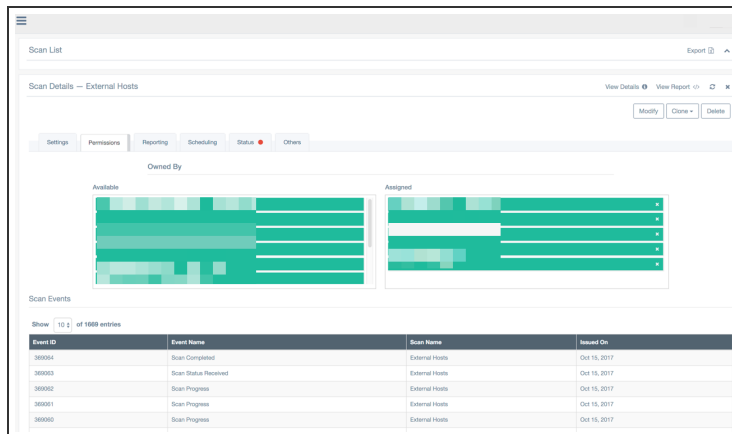 Scan List Export
Scan Details — External Hosts View Details View Report </>
Modify Clone Delete
Settings Permissions Reporting Scheduling Status Others
Owned By
Available Assigned
Scan Events
Show 10 of 1669 entries
Event ID Event Name Scan Name Issued On
369064 Scan Completed External Hosts Oct 15, 2017
369063 Scan Status Received External Hosts Oct 15, 2017
369062 Scan Progress External Hosts Oct 15, 2017
369061 Scan Progress External Hosts Oct 15, 2017
369060 Scan Progress External Hosts Oct 15, 2017